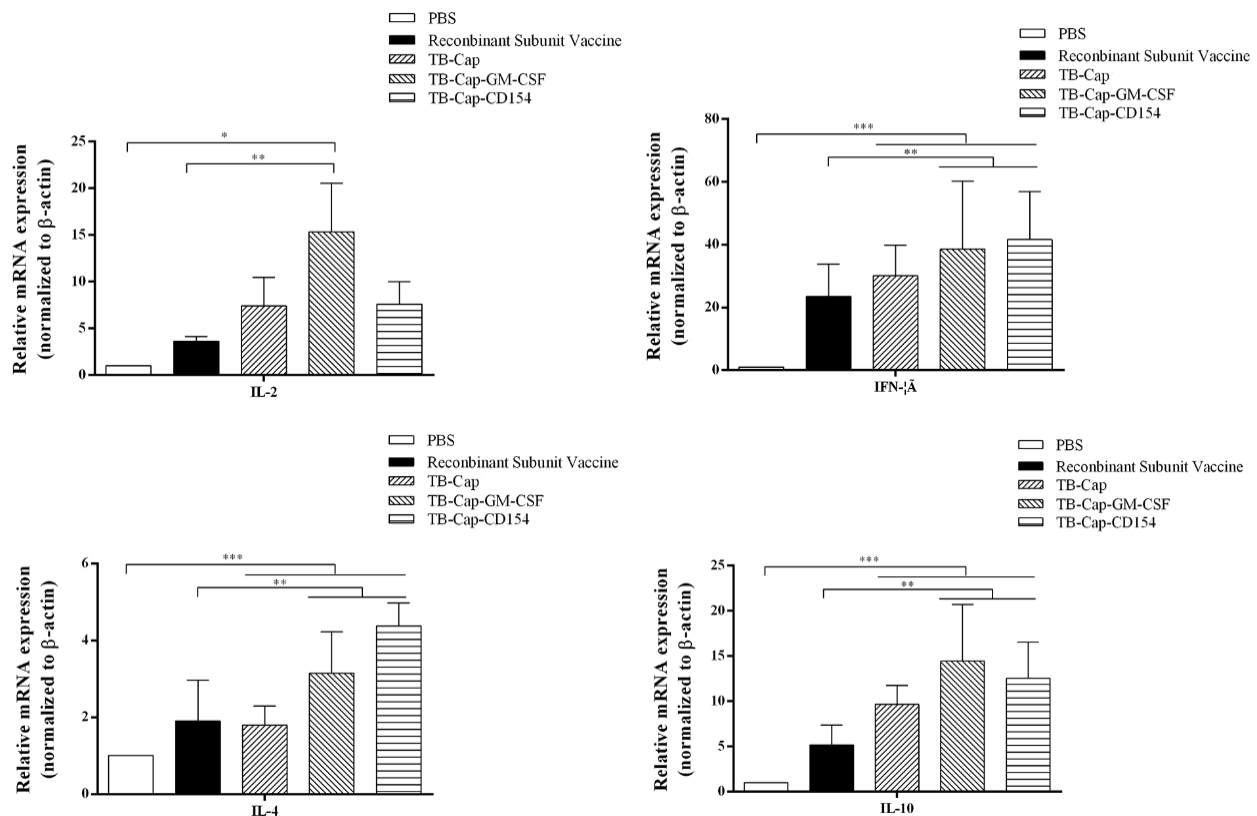 PBS
Recombinant Subunit Vaccine
TB-Cap
TB-Cap-GM-CSF
TB-Cap-CD154
Relative mRNA expression
(normalized to β-actin)
25
20
15
10
5
0
*
**
IL-2
PBS
Recombinant Subunit Vaccine
TB-Cap
TB-Cap-GM-CSF
TB-Cap-CD154
Relative mRNA expression
(normalized to β-actin)
80
60
40
20
0
***
**
IFN-¦Ã
PBS
Recombinant Subunit Vaccine
TB-Cap
TB-Cap-GM-CSF
TB-Cap-CD154
Relative mRNA expression
(normalized to β-actin)
6
4
2
0
***
**
IL-4
PBS
Recombinant Subunit Vaccine
TB-Cap
TB-Cap-GM-CSF
TB-Cap-CD154
Relative mRNA expression
(normalized to β-actin)
25
20
15
10
5
0
***
**
IL-10